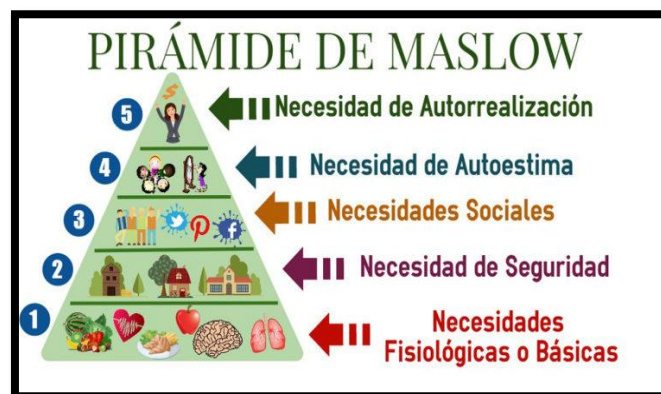 PIRÁMIDE DE MASLOW
$
5
Necesidad de Autorrealización
4
Necesidad de Autoestima
3
Necesidades Sociales
f
2
Necesidad de Seguridad
1
Necesidades
Fisiológicas o Básicas